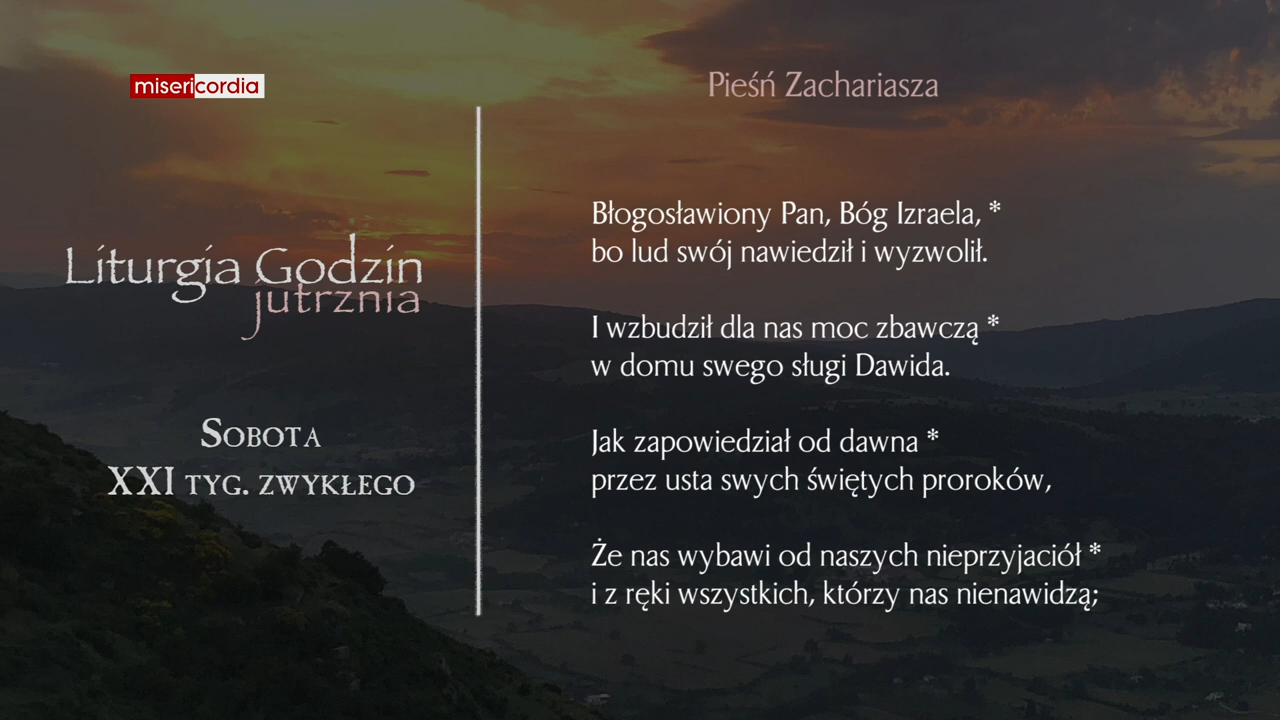 misericordia
Liturgia Godzin
jutrznia
Sobota
XXI tyg. zwykłego
Pieśń Zachariasza
Błogosławiony Pan, Bóg Izraela, *
bo lud swój nawiedził i wyzwolił.
I wzbudził dla nas moc zbawczą *
w domu swego sługi Dawida.
Jak zapowiedział od dawna *
przez usta swych świętych proroków,
Że nas wybawi od naszych nieprzyjaciół *
i z ręki wszystkich, którzy nas nienawidzą;